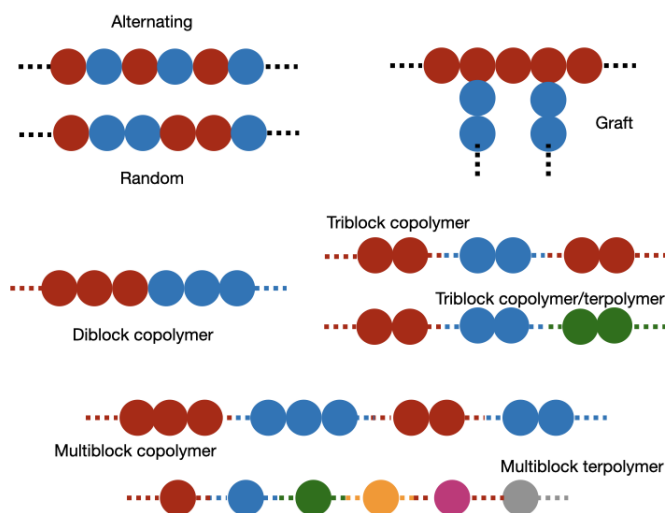 Alternating
Graft
Random
Triblock copolymer
Triblock copolymer/terpolymer
Diblock copolymer
Multiblock copolymer
Multiblock terpolymer